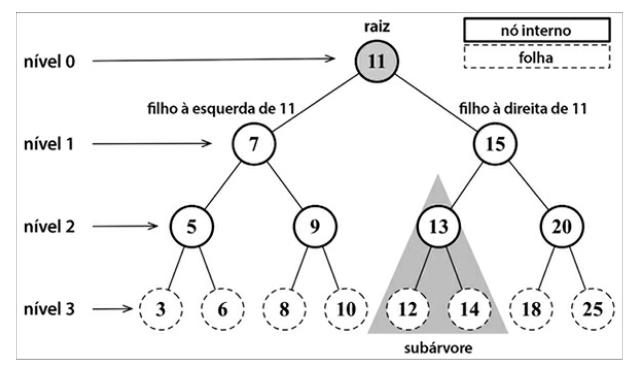 raiz
nó interno
folha
nível 0
11
filho à esquerda de 11
filho à direita de 11
nível 1
7
15
nível 2
5
9
13
20
nível 3
3
6
8
10
12
14
18
25
subárvore